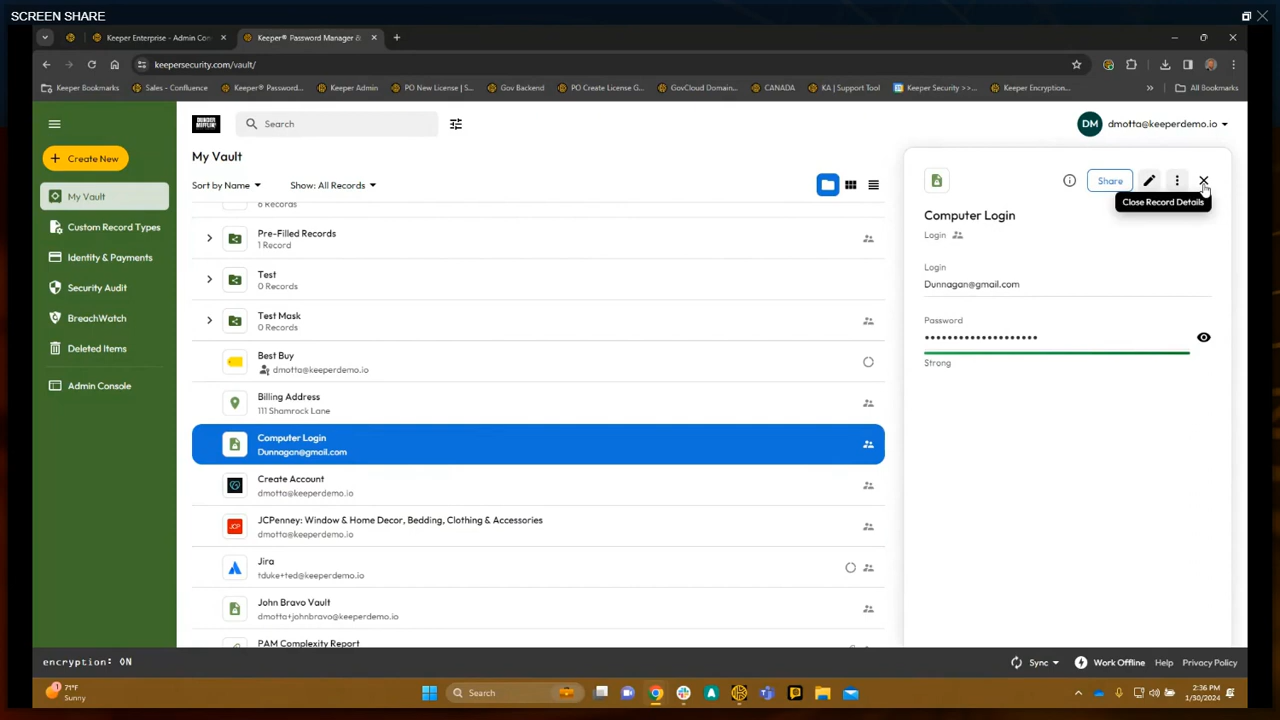 SCREEN SHARE
Keeper Enterprise - Admin Con
Keeper® Password Manager &
keepersecurity.com/vault/
Keeper Bookmarks
Sales - Confluence
Keeper® Password...
Keeper Admin
PO New License | S...
Gov Backend
PO Create License G...
GovCloud Domain...
CANADA
KA | Support Tool
Keeper Security >>...
Keeper Encryption...
All Bookmarks
DUNDER MIFFLIN
Search
DM
dmotta@keeperdemo.io
Create New
My Vault
Custom Record Types
Identity & Payments
Security Audit
BreachWatch
Deleted Items
Admin Console
My Vault
Sort by Name
Show: All Records
6 Records
Pre-Filled Records
1 Record
Test
0 Records
Test Mask
0 Records
Best Buy
dmotta@keeperdemo.io
Billing Address
111 Shamrock Lane
Computer Login
Dunnagan@gmail.com
Create Account
dmotta@keeperdemo.io
JCP
JCPenney: Window & Home Decor, Bedding, Clothing & Accessories
dmotta@keeperdemo.io
Jira
tduke+ted@keeperdemo.io
John Bravo Vault
dmotta+johnbravo@keeperdemo.io
PAM Complexity Report
Share
Close Record Details
Computer Login
Login
Login
Dunnagan@gmail.com
Password
••••••••••••••••••••
Strong
encryption: ON
Sync
Work Offline
Help
Privacy Policy
1
71°F
Sunny
Search
2:36 PM
1/30/2024